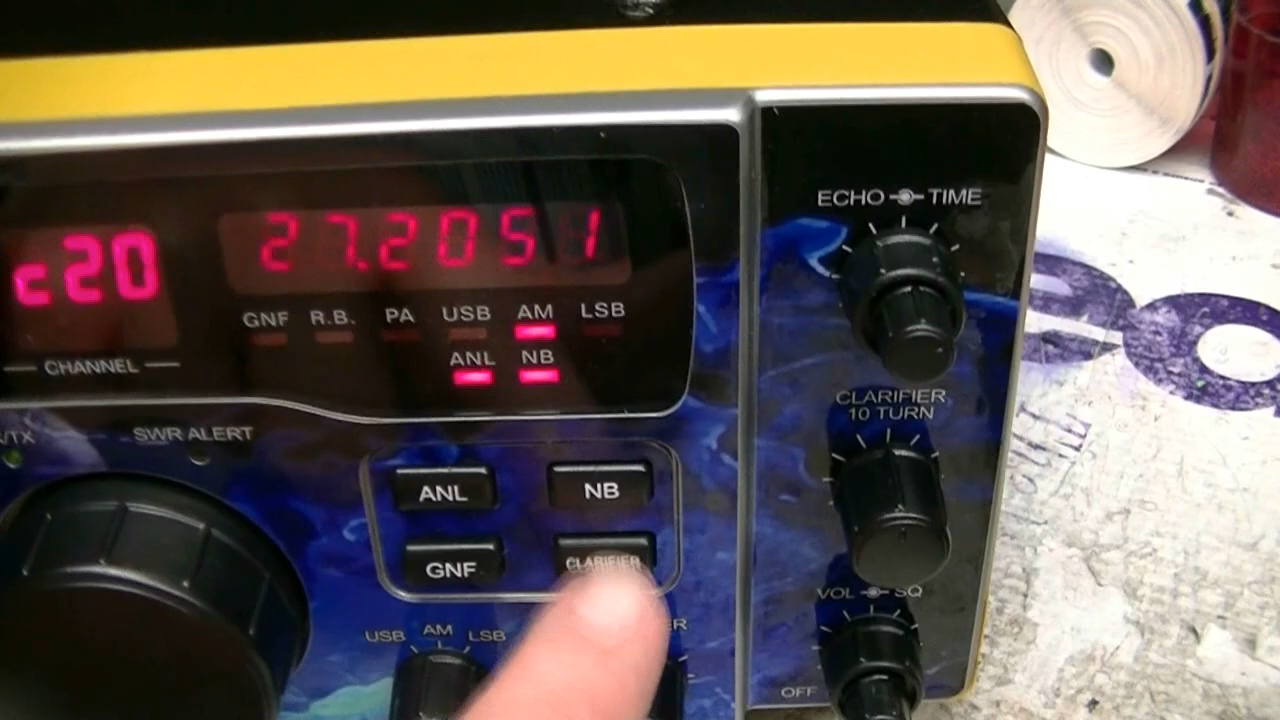 ECHO TIME
c20
27.2051
GNF R.B. PA USB AM LSB
ANL NB
CHANNEL
/TX
SWR ALERT
CLARIFIER
10 TURN
ANL NB
GNF CLARIFIER
VOL SQ
USB AM LSB
OFF